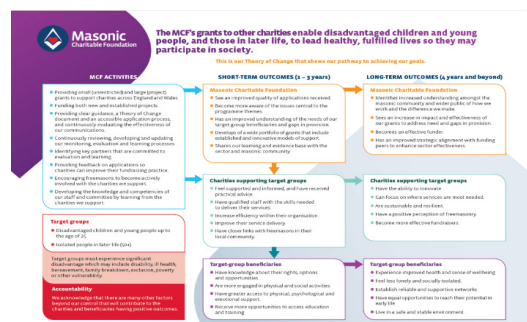 Masonic
Charitable Foundation
The MCF's grants to other charities enable disadvantaged children and young
people, and those in later life, to lead healthy, fulfilled lives so they may
participate in society.
This is our Theory of Change that shows our pathway to achieving our goals.
MCF ACTIVITIES
Providing small (unrestricted) and large (project)
grants to support charities across England and Wales
Funding both new and established projects
Providing clear guidance, a theory of change
document and an accessible application process,
and continuously evaluating the effectiveness of
our communications.
Continuously reviewing, developing and updating
our monitoring, evaluation and learning processes
Identifying key partners that are committed to
evaluation and learning.
Providing feedback on applications so
charities can improve their fundraising practice.
Encouraging Freemasons to become actively
involved with the charities we support.
Developing the knowledge and competencies of
our staff and committee by learning from the
charities we support.
Target groups
Disadvantaged children and young people up to
the age of 25
Isolated people in later life (50+)
Target groups must experience significant
disadvantage which may include disability, ill health,
bereavement, family breakdown, exclusion, poverty
or other vulnerability.
Accountability
We acknowledge that there are many other factors
beyond our control that will contribute to the
charities and beneficiaries having positive outcomes.
SHORT-TERM OUTCOMES (1 – 3 years)
Masonic Charitable Foundation
See an improved quality of applications received.
Become more aware of the issues central to the
programme themes.
Has an improved understanding of the needs of our
target group beneficiaries and gaps in provision.
Develops a wide portfolio of grants that include
established and innovative models of support.
Shares our learning and evidence base with the
sector and masonic community.
Charities supporting target groups
Feel supported and informed, and have received
practical advice.
Have qualified staff with the skills needed
to deliver their services.
Increase efficiency within their organisation.
Improve their service delivery.
Have closer links with Freemasons in their
local community.
Target-group beneficiaries
Have knowledge about their rights, options
and opportunities
Are more engaged in physical and social activities
Have greater access to physical, psychological and
emotional support.
Receive more opportunities to access education
and training
LONG-TERM OUTCOMES (4 years and beyond)
Masonic Charitable Foundation
Identifies increased understanding amongst the
masonic community and wider public of how we
work and the difference we make.
Sees an increase in impact and effectiveness of
our grants to address need and gaps in provision.
Becomes an effective funder.
Has an improved strategic alignment with funding
peers to enhance sector effectiveness
Charities supporting target groups
Have the ability to innovate
Can focus on where services are most needed.
Are sustainable and resilient.
Have a positive perception of Freemasonry.
Become more effective fundraisers.
Target-group beneficiaries
Experience improved health and sense of wellbeing
Feel less lonely and socially isolated.
Establish reliable and supportive networks
Have equal opportunities to reach their potential in
early life
Live in a safe and stable environment.